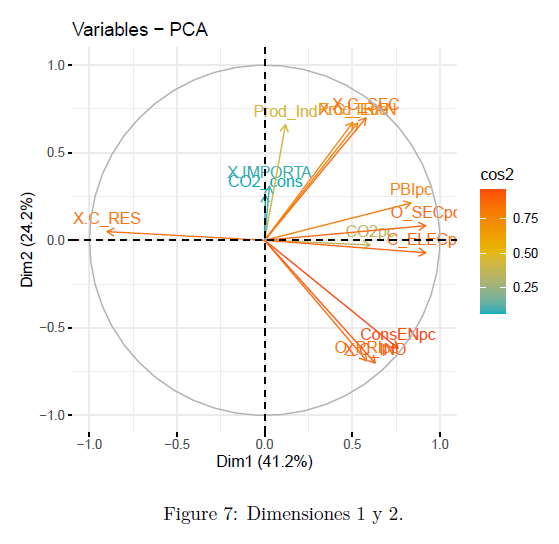 Variables − PCA
1.0
0.5
0.0
−0.5
−1.0
Dim2 (24.2%)
Prod_Ind
X.C_SEC
X.IMPORTA
CO2_cons
PBIpc
X.C_RES
O_SECpc
CO2pc
C_ELECp
ConsENpc
−1.0 −0.5 0.0 0.5 1.0
Dim1 (41.2%)
cos2
0.75
0.50
0.25
Figure 7: Dimensiones 1 y 2.